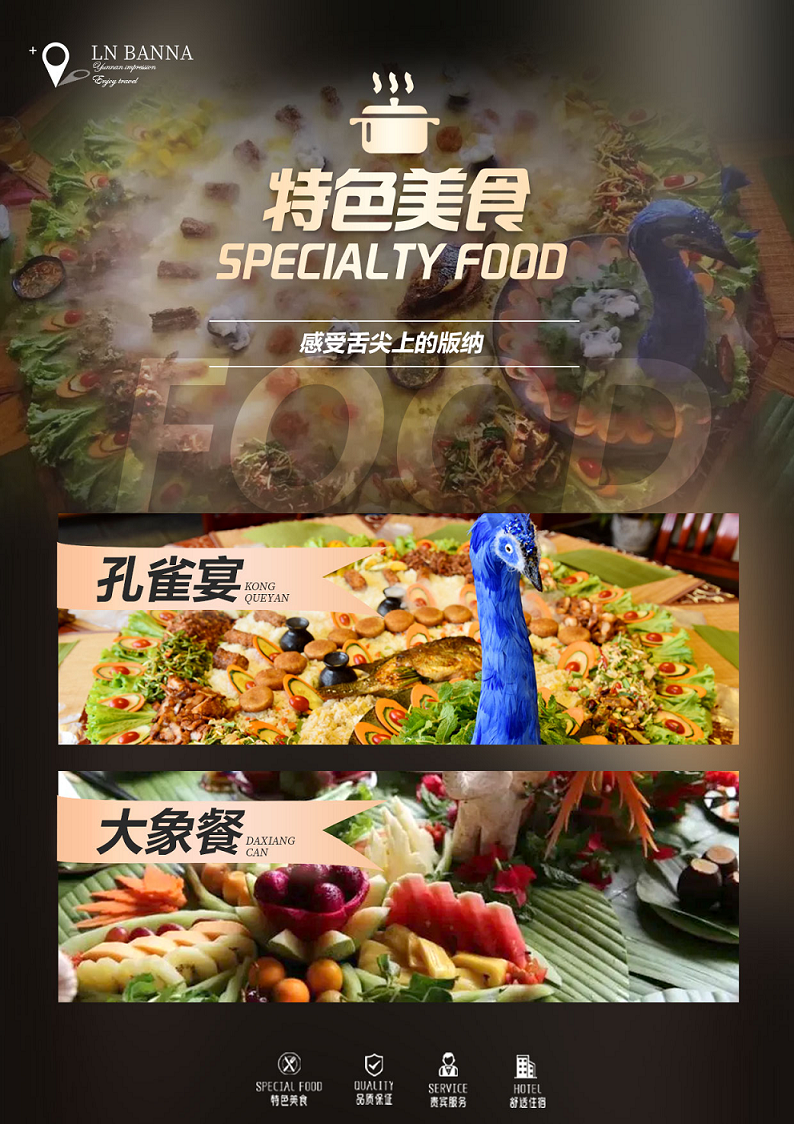 LN BANNA
Yunnan impression
Enjoy travel
特色美食
SPECIALTY FOOD
感受舌尖上的版纳
FOOD
孔雀宴
KONG
QUEYAN
大象餐
DAXIANG
CAN
SPECIAL FOOD
特色美食
QUALITY
品质保证
SERVICE
贵宾服务
HOTEL
舒适住宿